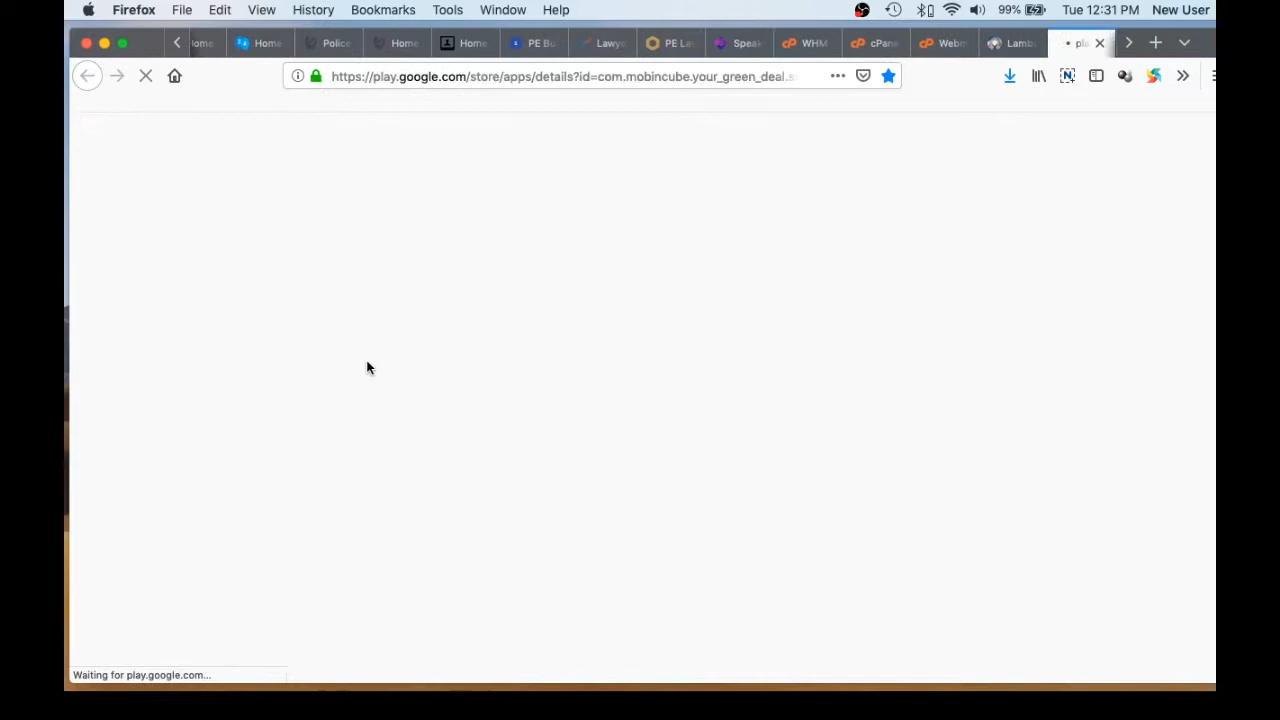 Firefox File Edit View History Bookmarks Tools Window Help 99% Tue 12:31 PM New User
Home Police Home Home PE Bu Lawye PE La Speak WHM cPane Webm Lamb pla
https://play.google.com/store/apps/details?id=com.mobincube.your_green_deal.s
Waiting for play.google.com...